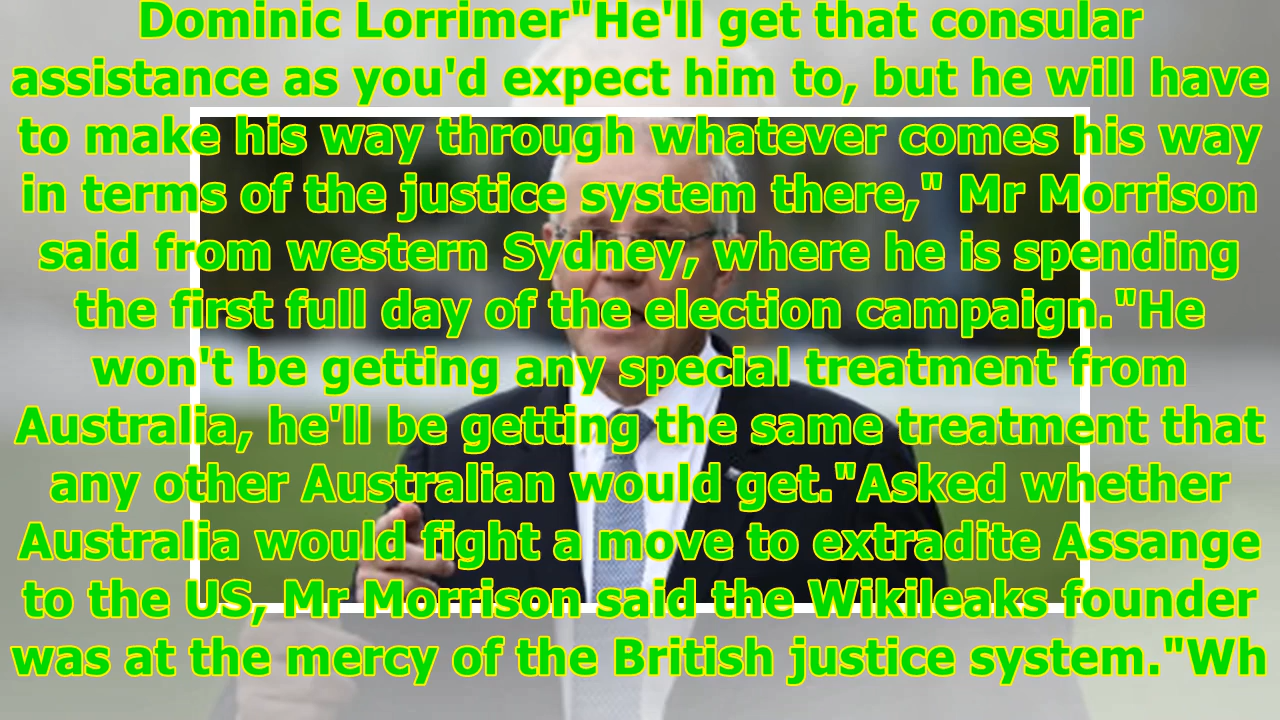 Dominic Lorrimer"He'll get that consular
assistance as you'd expect him to, but he will have
to make his way through whatever comes his way
in terms of the justice system there," Mr Morrison
said from western Sydney, where he is spending
the first full day of the election campaign."He
won't be getting any special treatment from
Australia, he'll be getting the same treatment that
any other Australian would get."Asked whether
Australia would fight a move to extradite Assange
to the US, Mr Morrison said the Wikileaks founder
was at the mercy of the British justice system."Wh